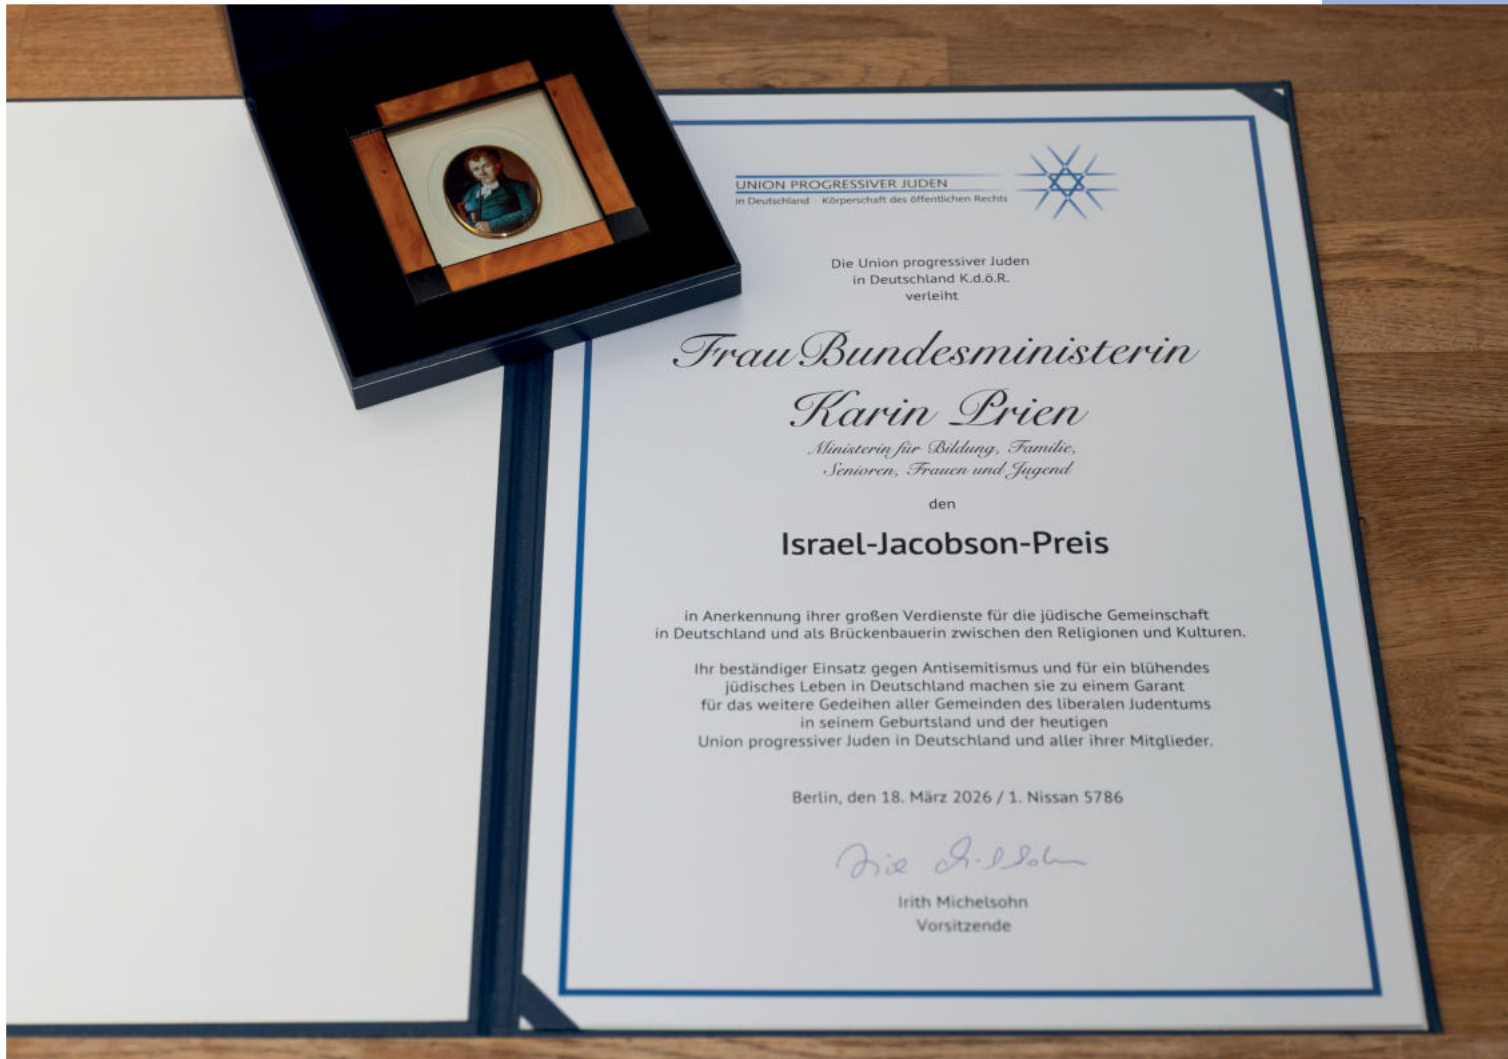 UNION PROGRESSIVER JUDEN
in Deutschland · Körperschaft des öffentlichen Rechts
Die Union progressiver Juden
in Deutschland K.d.ö.R.
verleiht
Frau Bundesministerin
Karin Prien
Ministerin für Bildung, Familie,
Senioren, Frauen und Jugend
den
Israel-Jacobson-Preis
in Anerkennung ihrer großen Verdienste für die jüdische Gemeinschaft
in Deutschland und als Brückenbauerin zwischen den Religionen und Kulturen.
Ihr beständiger Einsatz gegen Antisemitismus und für ein blühendes
jüdisches Leben in Deutschland machen sie zu einem Garant
für das weitere Gedeihen aller Gemeinden des liberalen Judentums
in seinem Geburtsland und der heutigen
Union progressiver Juden in Deutschland und aller ihrer Mitglieder.
Berlin, den 18. März 2026 / 1. Nissan 5786
Irith Michelsohn
Vorsitzende